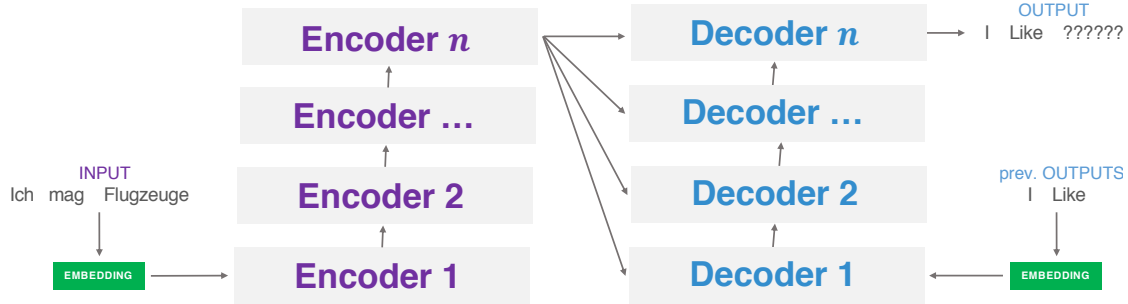 INPUT
Ich mag Flugzeuge
EMBEDDING
Encoder n
Encoder ...
Encoder 2
Encoder 1
Decoder n
Decoder ...
Decoder 2
Decoder 1
OUTPUT
I Like ??????
prev. OUTPUTS
I Like
EMBEDDING